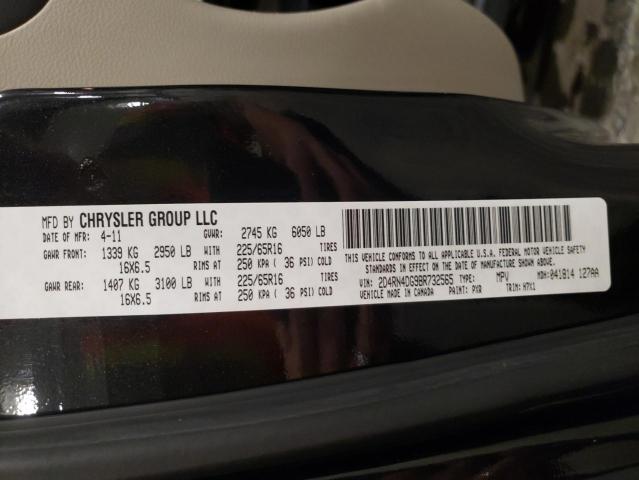 MFD BY CHRYSLER GROUP LLC
DATE OF MFR: 4-11 GVWR: 2745 KG 6050 LB
GAWR FRONT: 1339 KG 2950 LB WITH 225/65R16 TIRES
16X6.5 RIMS AT 250 KPA ( 36 PSI) COLD
GAWR REAR: 1407 KG 3100 LB WITH 225/65R16 TIRES
16X6.5 RIMS AT 250 KPA ( 36 PSI) COLD
THIS VEHICLE CONFORMS TO ALL APPLICABLE U.S.A. FEDERAL MOTOR VEHICLE SAFETY
STANDARDS IN EFFECT ON THE DATE OF MANUFACTURE SHOWN ABOVE.
VIN: 2D4RN4DG9BR732565 TYPE: MPV MDH: 041814 127AA
VEHICLE MADE IN CANADA PAINT: PXR TRIM: H7X1